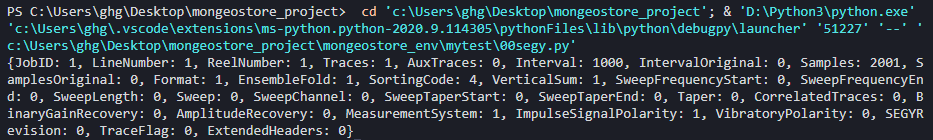 PS C:\Users\ghg\Desktop\mongeostore_project>  cd 'c:\Users\ghg\Desktop\mongeostore_project'; & 'D:\Python3\python.exe'
'c:\Users\ghg\.vscode\extensions\ms-python.python-2020.9.114305\pythonFiles\lib\python\debugpy\launcher' '51227' '--' '
c:\Users\ghg\Desktop\mongeostore_project\mongeostore_env\mytest\00segy.py'
{JobID: 1, LineNumber: 1, ReelNumber: 1, Traces: 1, AuxTraces: 0, Interval: 1000, IntervalOriginal: 0, Samples: 2001, S
amplesOriginal: 0, Format: 1, EnsembleFold: 1, SortingCode: 4, VerticalSum: 1, SweepFrequencyStart: 0, SweepFrequencyEn
d: 0, SweepLength: 0, Sweep: 0, SweepChannel: 0, SweepTaperStart: 0, SweepTaperEnd: 0, Taper: 0, CorrelatedTraces: 0, B
inaryGainRecovery: 0, AmplitudeRecovery: 0, MeasurementSystem: 1, ImpulseSignalPolarity: 1, VibratoryPolarity: 0, SEGYR
evision: 0, TraceFlag: 0, ExtendedHeaders: 0}